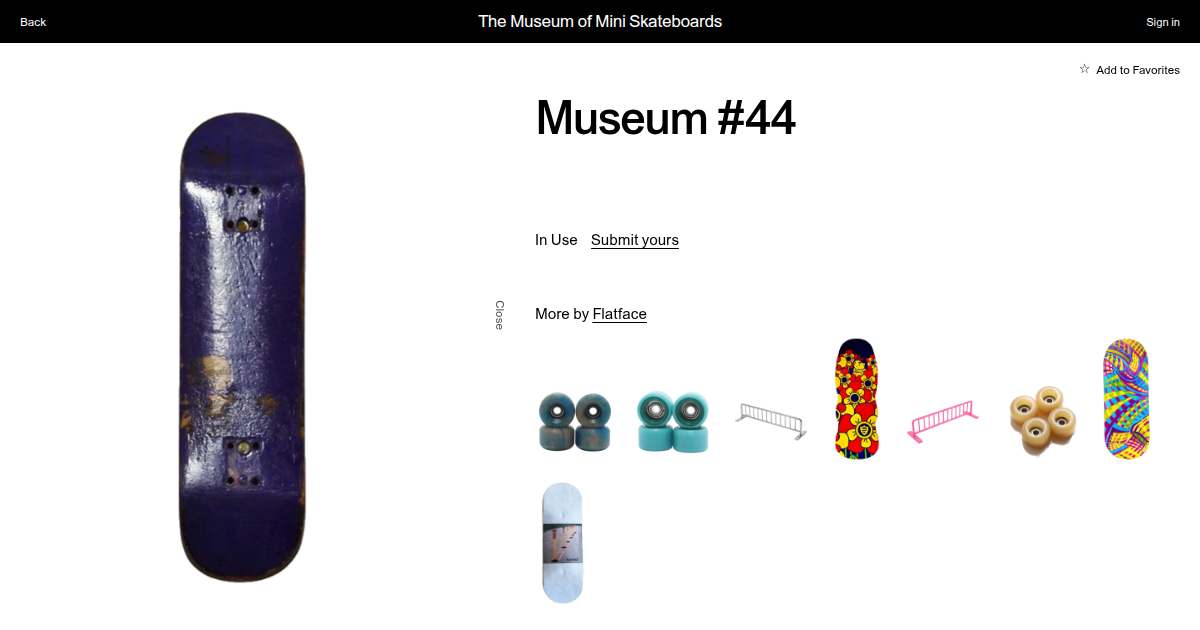 Back
The Museum of Mini Skateboards
Sign in
☆ Add to Favorites
Museum #44
In Use Submit yours
Close
More by Flatface